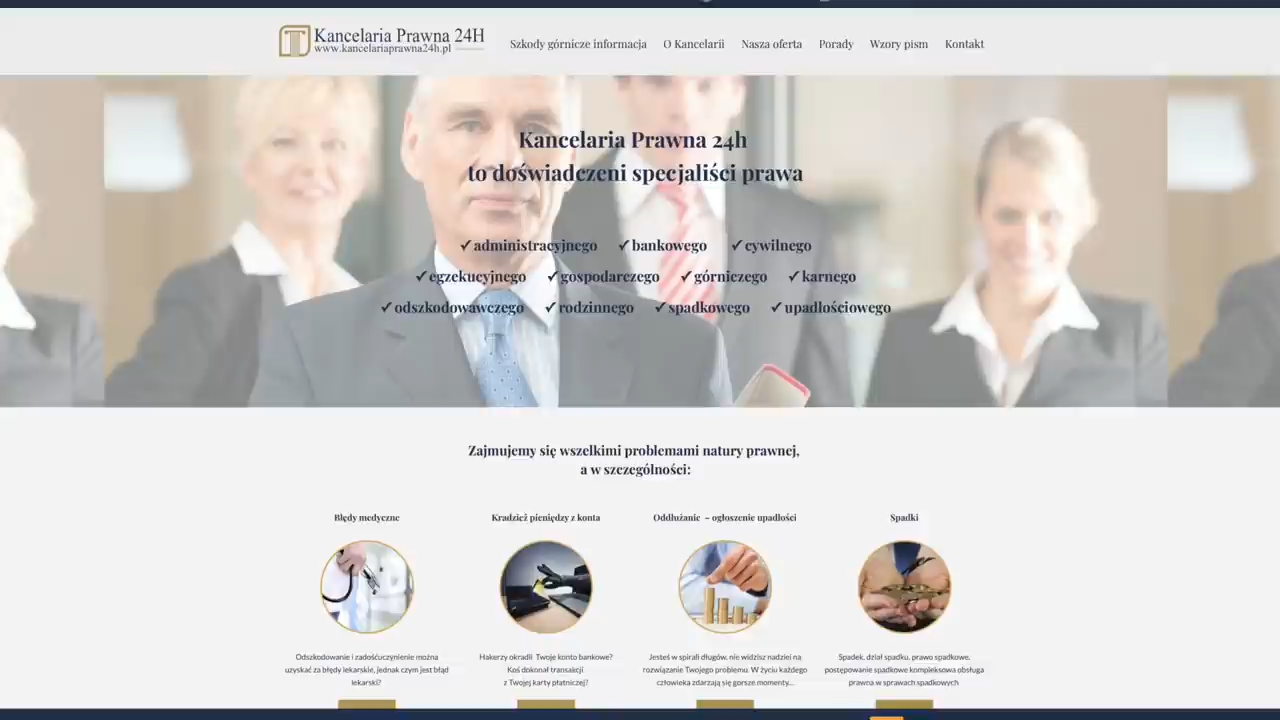 Kancelaria Prawna 24H
www.kancelariaprawna24h.pl
Szkody górnicze informacja O Kancelarii Nasza oferta Porady Wzory pism Kontakt
Kancelaria Prawna 24h
to doświadczeni specjaliści prawa
✓ administracyjnego ✓ bankowego ✓ cywilnego
✓ egzekucyjnego ✓ gospodarczego ✓ górniczego ✓ karnego
✓ odszkodowawczego ✓ rodzinnego ✓ spadkowego ✓ upadłościowego
Zajmujemy się wszelkimi problemami natury prawnej,
a w szczególności:
Błędy medyczne
Odszkodowanie i zadośćuczynienie można
uzyskać za błędy lekarskie, jednak czym jest błąd
lekarski?
Kradzież pieniędzy z konta
Hakerzy okradli Twoje konto bankowe?
Ktoś dokonał transakcji
z Twojej karty płatniczej?
Oddłużanie – ogłoszenie upadłości
Jesteś w spirali długów, nie widzisz nadziei na
rozwiązanie Twojego problemu. W życiu każdego
człowieka zdarzają się gorsze momenty...
Spadki
Spadek, dział spadku, prawo spadkowe,
postępowanie spadkowe kompleksowa obsługa
prawna w sprawach spadkowych